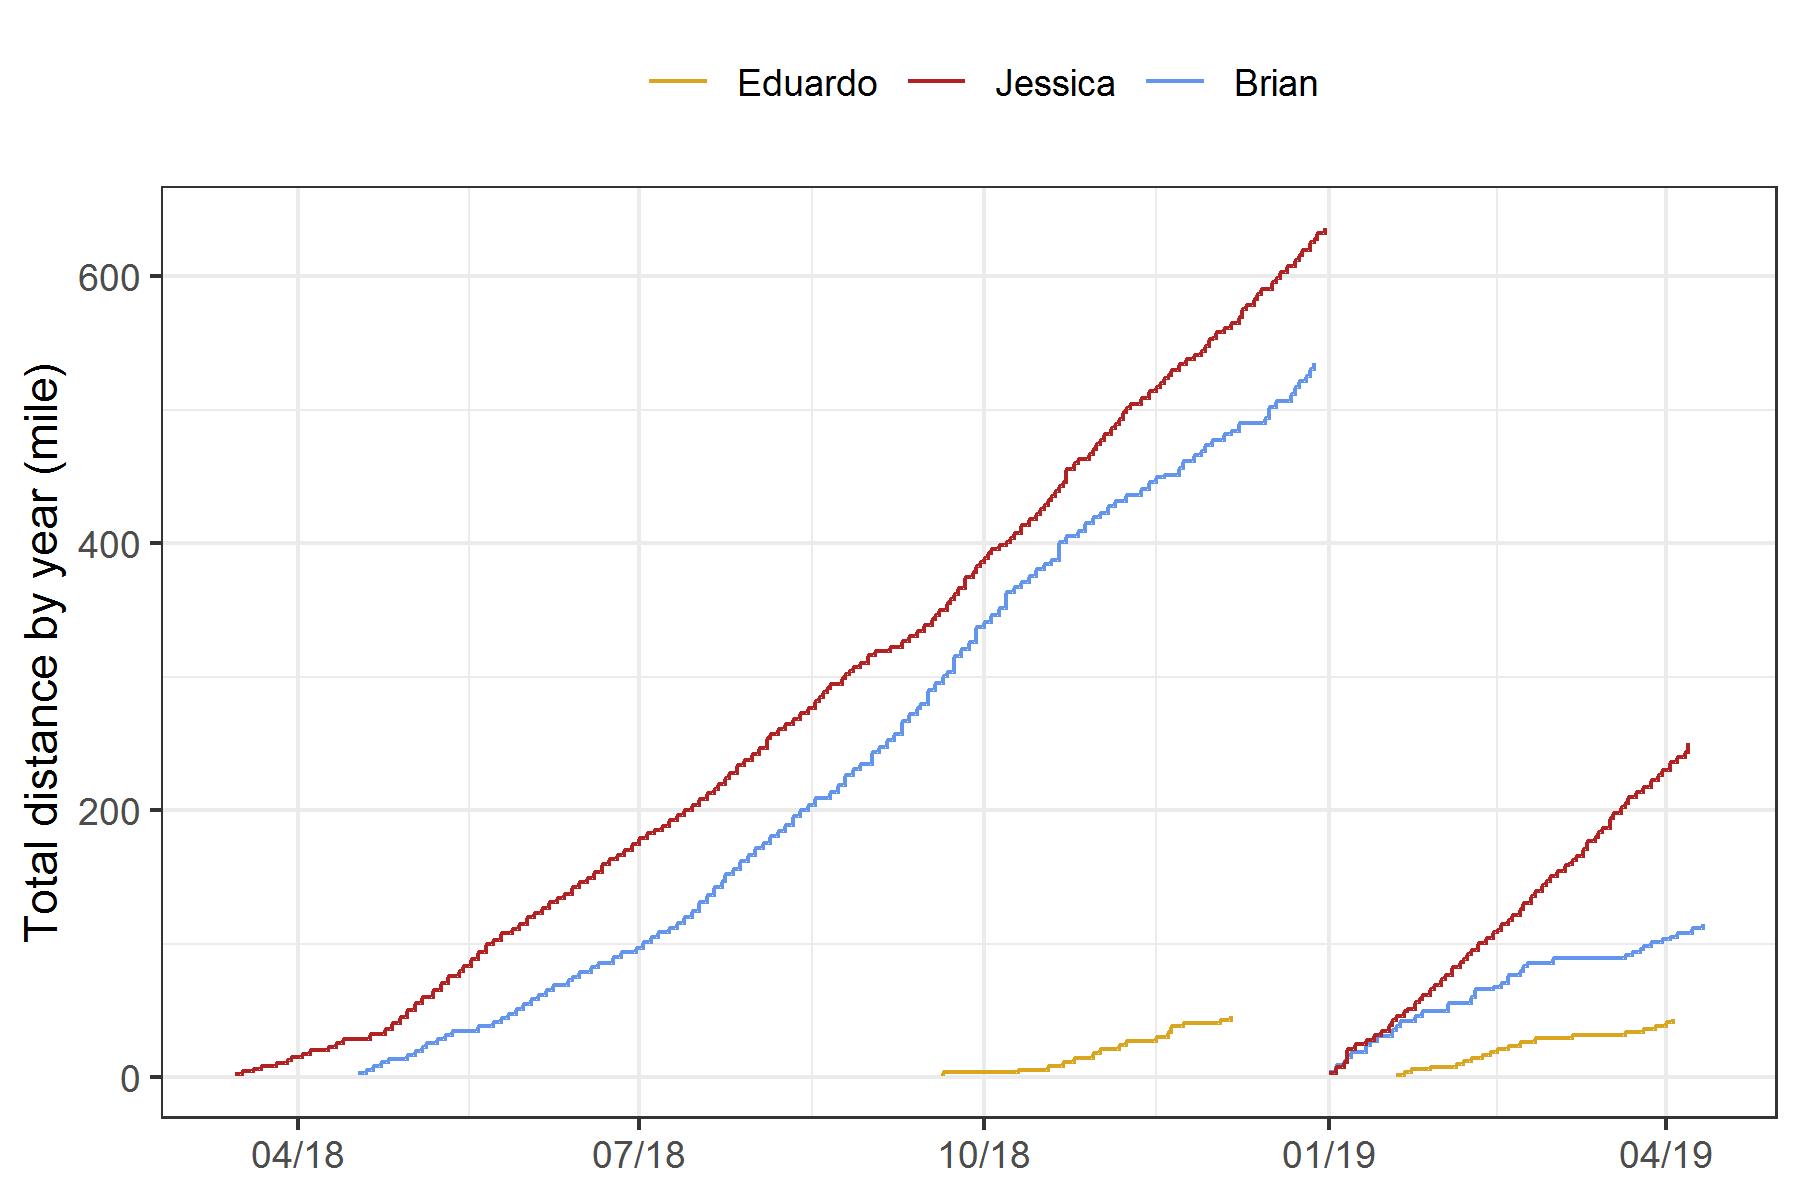 Eduardo Jessica Brian
Total distance by year (mile)
600
400
200
0
04/18 07/18 10/18 01/19 04/19